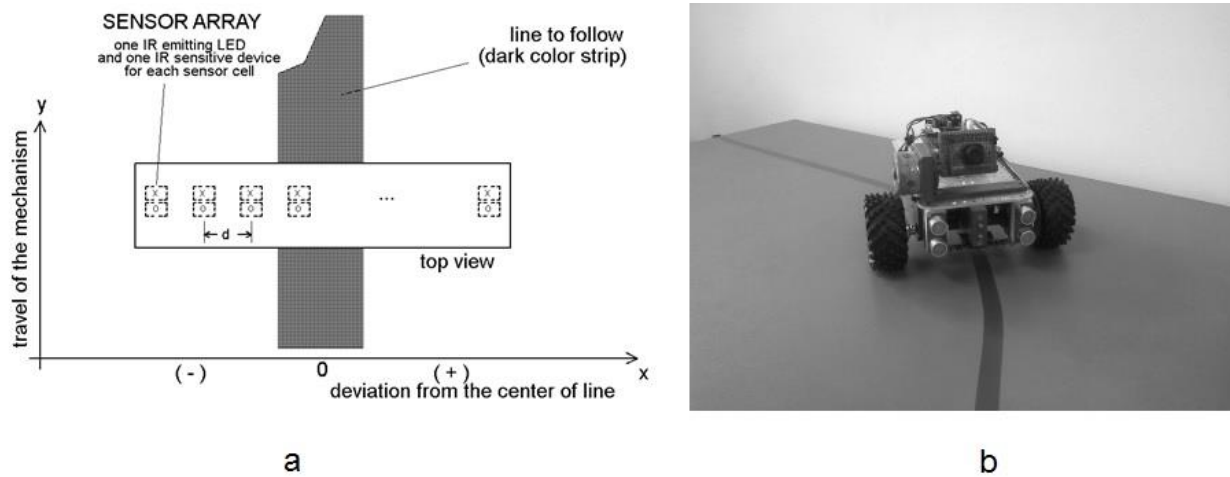 SENSOR ARRAY
one IR emitting LED
and one IR sensitive device
for each sensor cell
line to follow
(dark color strip)
y
travel of the mechanism
X X X X ... X
O O O O O
d
top view
( - ) 0 ( + ) x
deviation from the center of line
a b